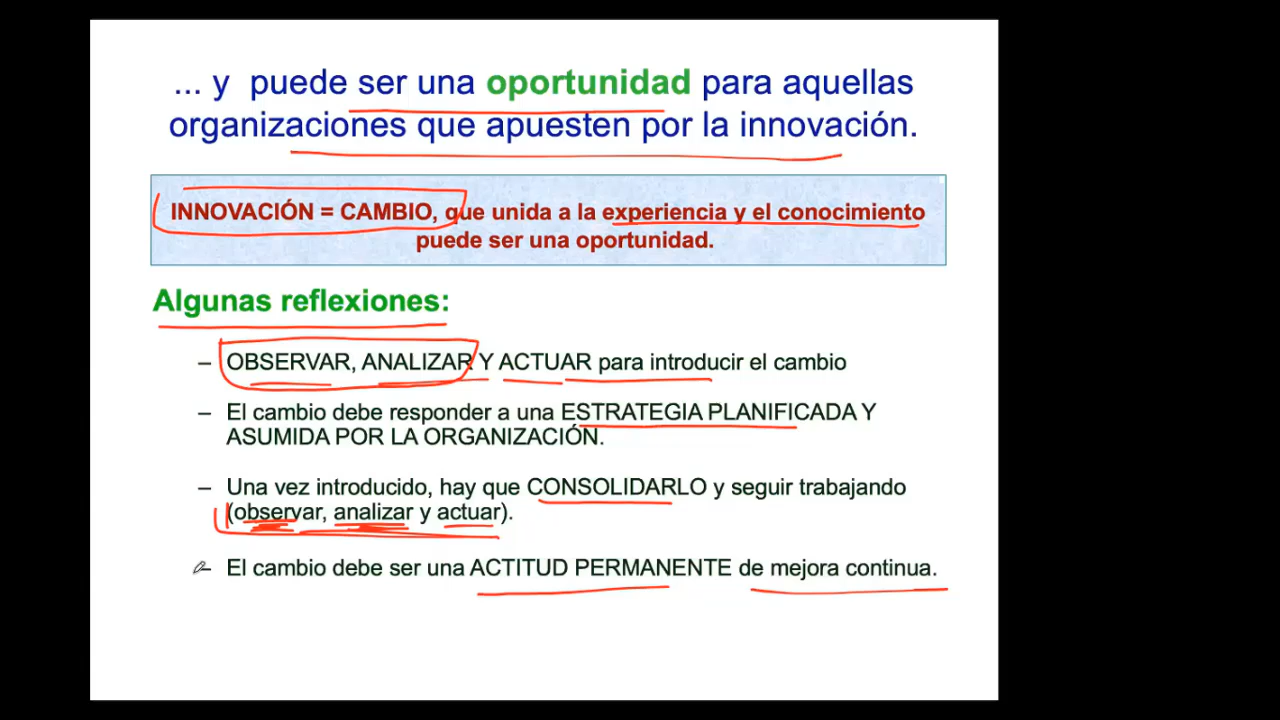 ... y puede ser una oportunidad para aquellas
organizaciones que apuesten por la innovación.
INNOVACIÓN = CAMBIO, que unida a la experiencia y el conocimiento
puede ser una oportunidad.
Algunas reflexiones:
– OBSERVAR, ANALIZAR Y ACTUAR para introducir el cambio
– El cambio debe responder a una ESTRATEGIA PLANIFICADA Y
ASUMIDA POR LA ORGANIZACIÓN.
– Una vez introducido, hay que CONSOLIDARLO y seguir trabajando
(observar, analizar y actuar).
– El cambio debe ser una ACTITUD PERMANENTE de mejora continua.